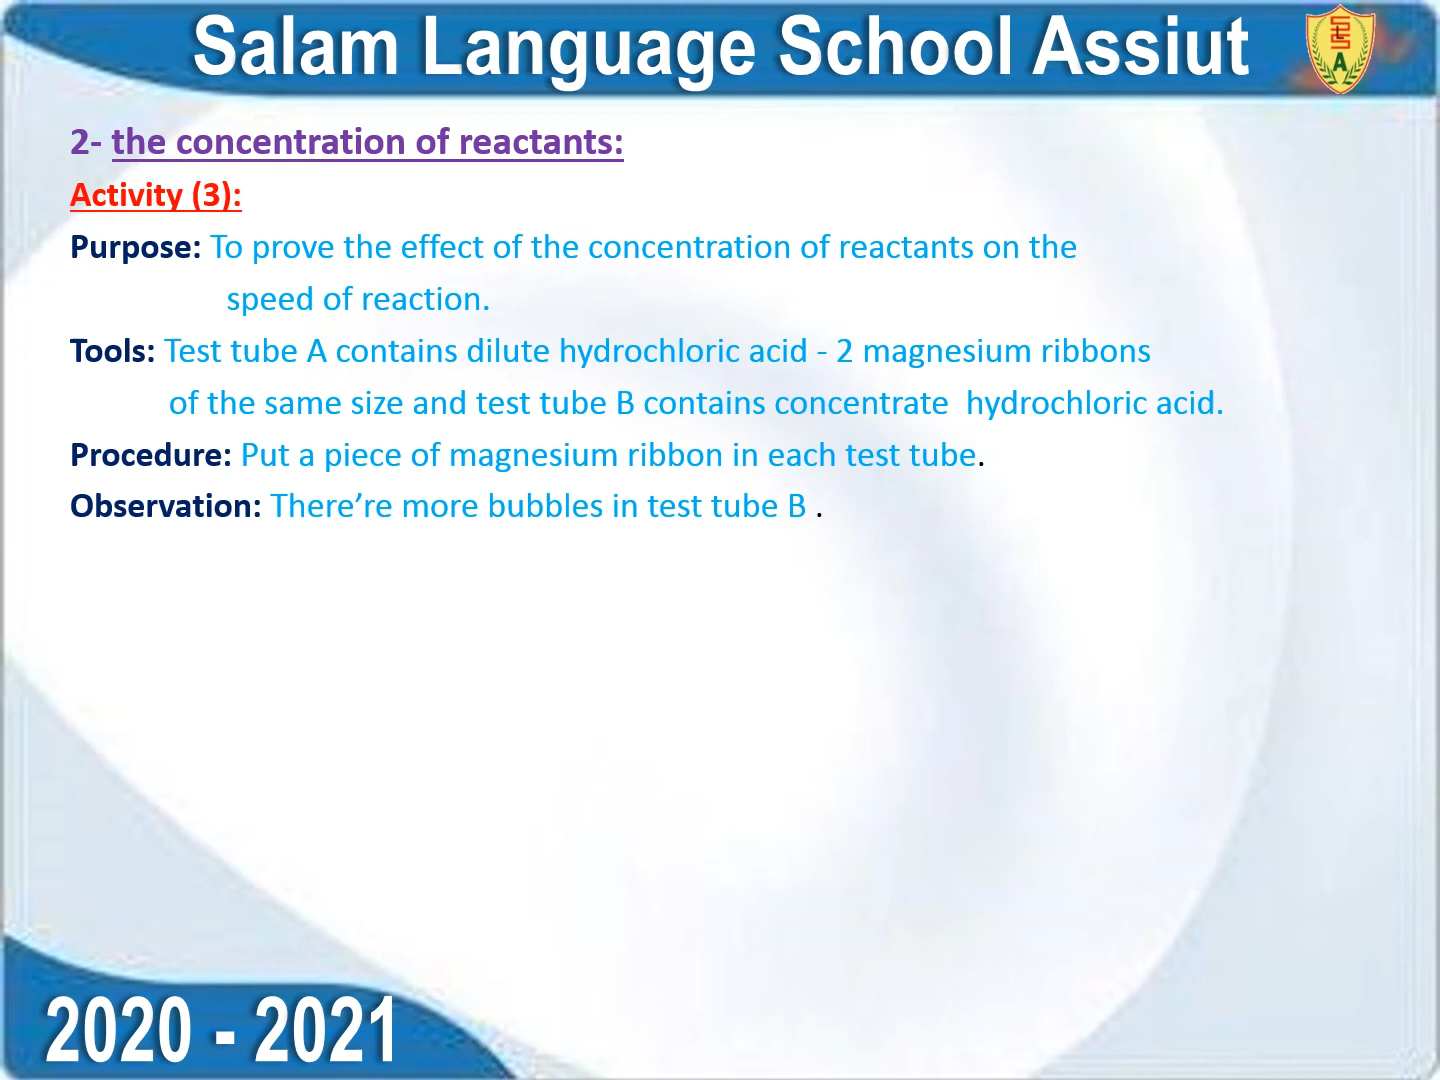 Salam Language School Assiut
2- the concentration of reactants:
Activity (3):
Purpose: To prove the effect of the concentration of reactants on the
speed of reaction.
Tools: Test tube A contains dilute hydrochloric acid - 2 magnesium ribbons
of the same size and test tube B contains concentrate  hydrochloric acid.
Procedure: Put a piece of magnesium ribbon in each test tube.
Observation: There’re more bubbles in test tube B .
2020 - 2021